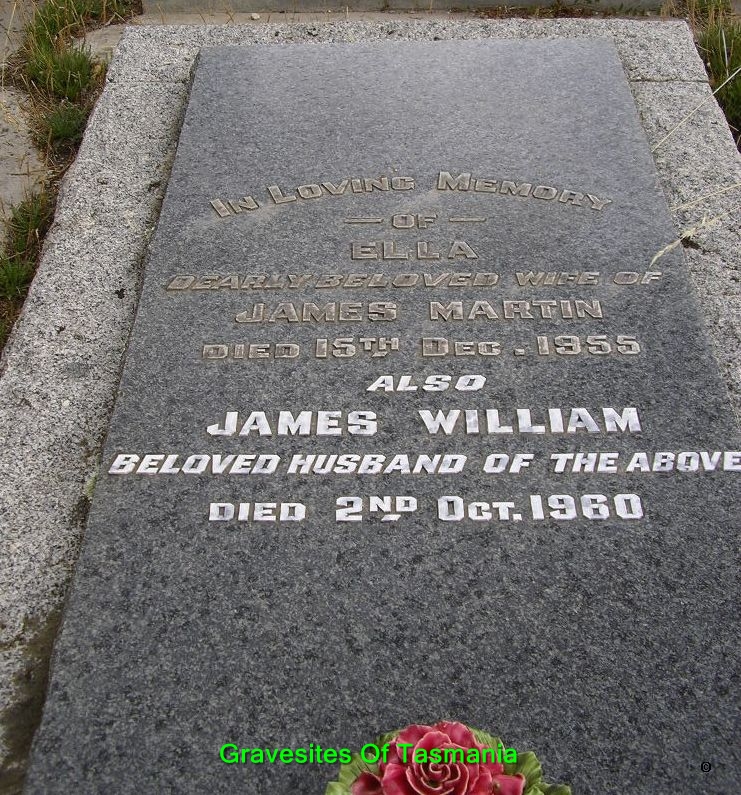 In Loving Memory
— OF —
ELLA
DEARLY BELOVED WIFE OF
JAMES MARTIN
DIED 15TH DEC. 1955
ALSO
JAMES WILLIAM
BELOVED HUSBAND OF THE ABOVE
DIED 2ND OCT. 1960
Gravesites Of Tasmania
©